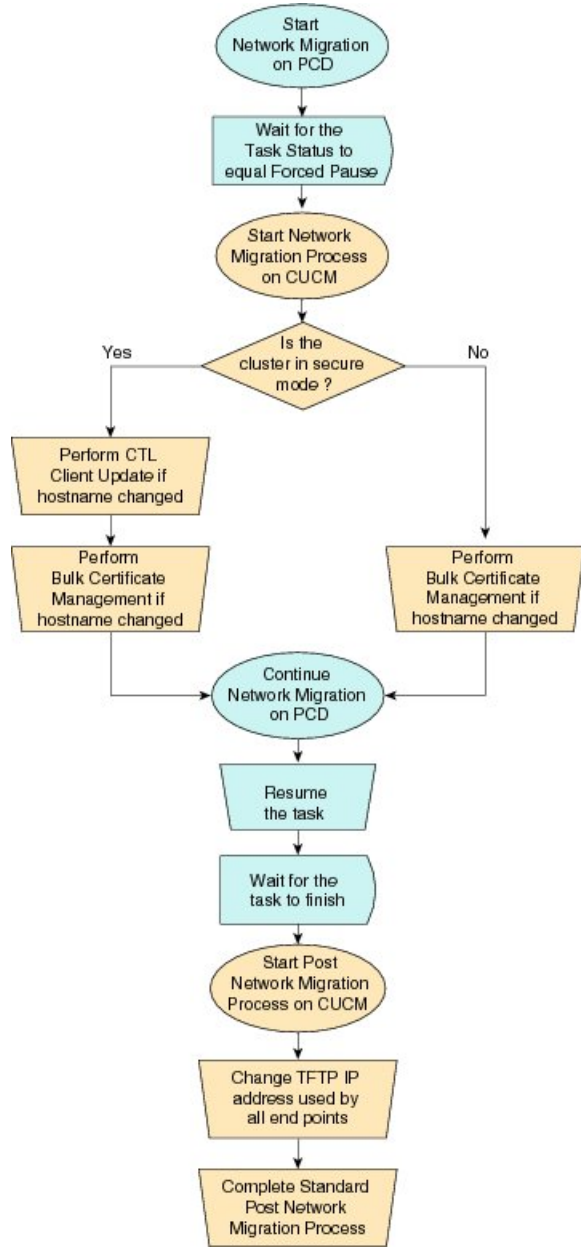 Start
Network Migration
on PCD
Wait for the
Task Status to
equal Forced Pause
Start Network
Migration Process
on CUCM
Is the
cluster in secure
mode ?
Yes
No
Perform CTL
Client Update if
hostname changed
Perform
Bulk Certificate
Management if
hostname changed
Perform
Bulk Certificate
Management if
hostname changed
Continue
Network Migration
on PCD
Resume
the task
Wait for the
task to finish
Start Post
Network Migration
Process on CUCM
Change TFTP IP
address used by
all end points
Complete Standard
Post Network
Migration Process